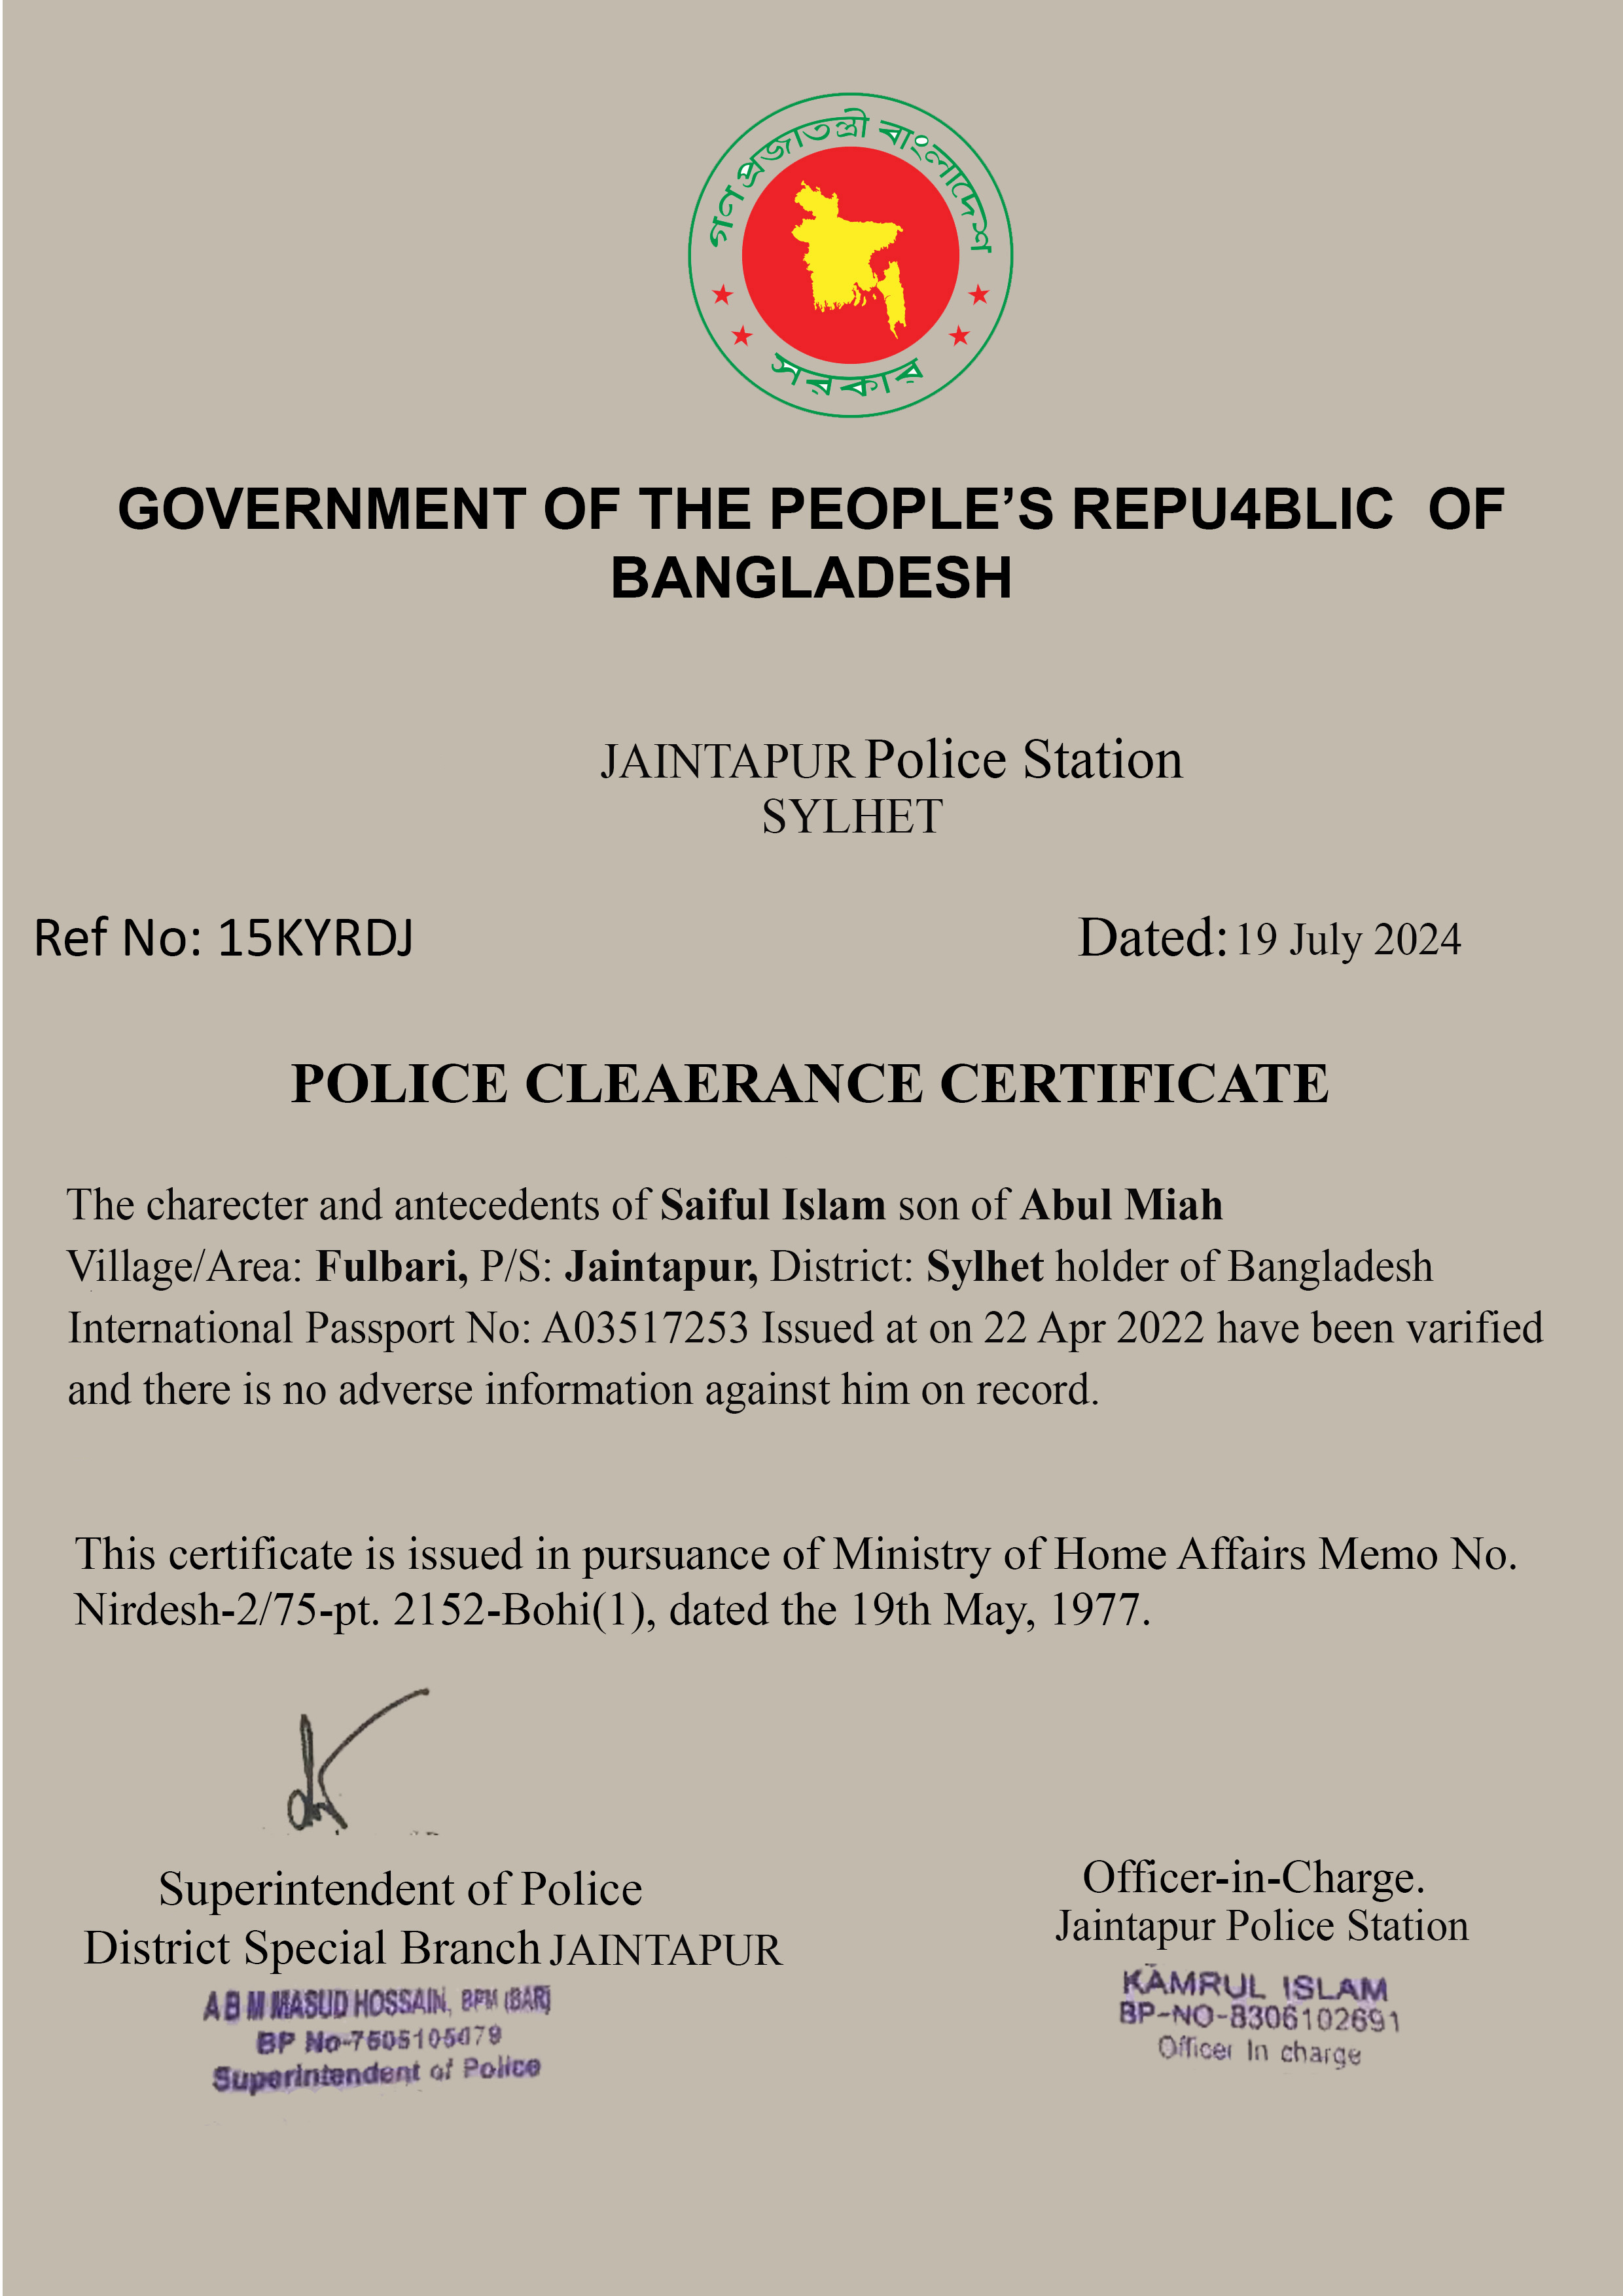 গণপ্রজাতন্ত্রী বাংলাদেশ
সরকার
GOVERNMENT OF THE PEOPLE’S REPU4BLIC OF
BANGLADESH
JAINTAPUR Police Station
SYLHET
Ref No: 15KYRDJ Dated: 19 July 2024
POLICE CLEAERANCE CERTIFICATE
The charecter and antecedents of Saiful Islam son of Abul Miah
Village/Area: Fulbari, P/S: Jaintapur, District: Sylhet holder of Bangladesh
International Passport No: A03517253 Issued at on 22 Apr 2022 have been varified
and there is no adverse information against him on record.
This certificate is issued in pursuance of Ministry of Home Affairs Memo No.
Nirdesh-2/75-pt. 2152-Bohi(1), dated the 19th May, 1977.
Superintendent of Police
District Special Branch JAINTAPUR
A B M MASUD HOSSAIN, BPM (BAR)
BP No-7505105079
Superintendent of Police
Officer-in-Charge.
Jaintapur Police Station
KAMRUL ISLAM
BP-NO-8306102691
Officer In charge